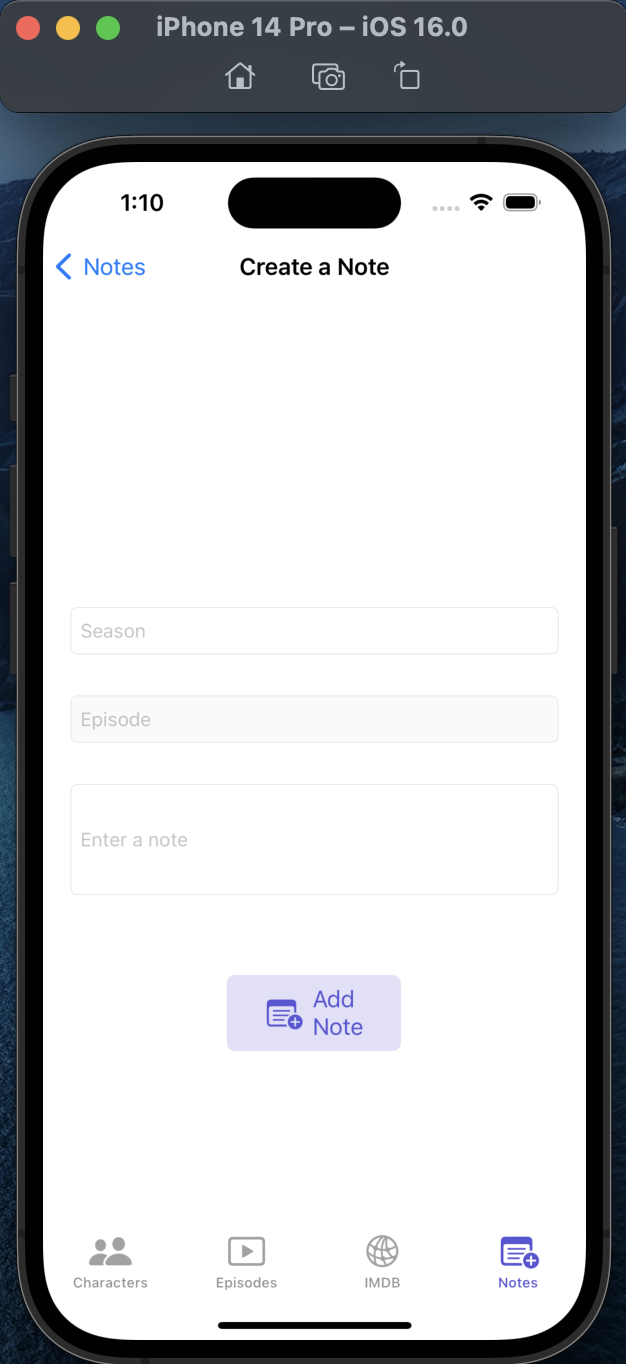 iPhone 14 Pro – iOS 16.0
1:10
Notes
Create a Note
Season
Episode
Enter a note
Add
Note
Characters
Episodes
IMDB
Notes